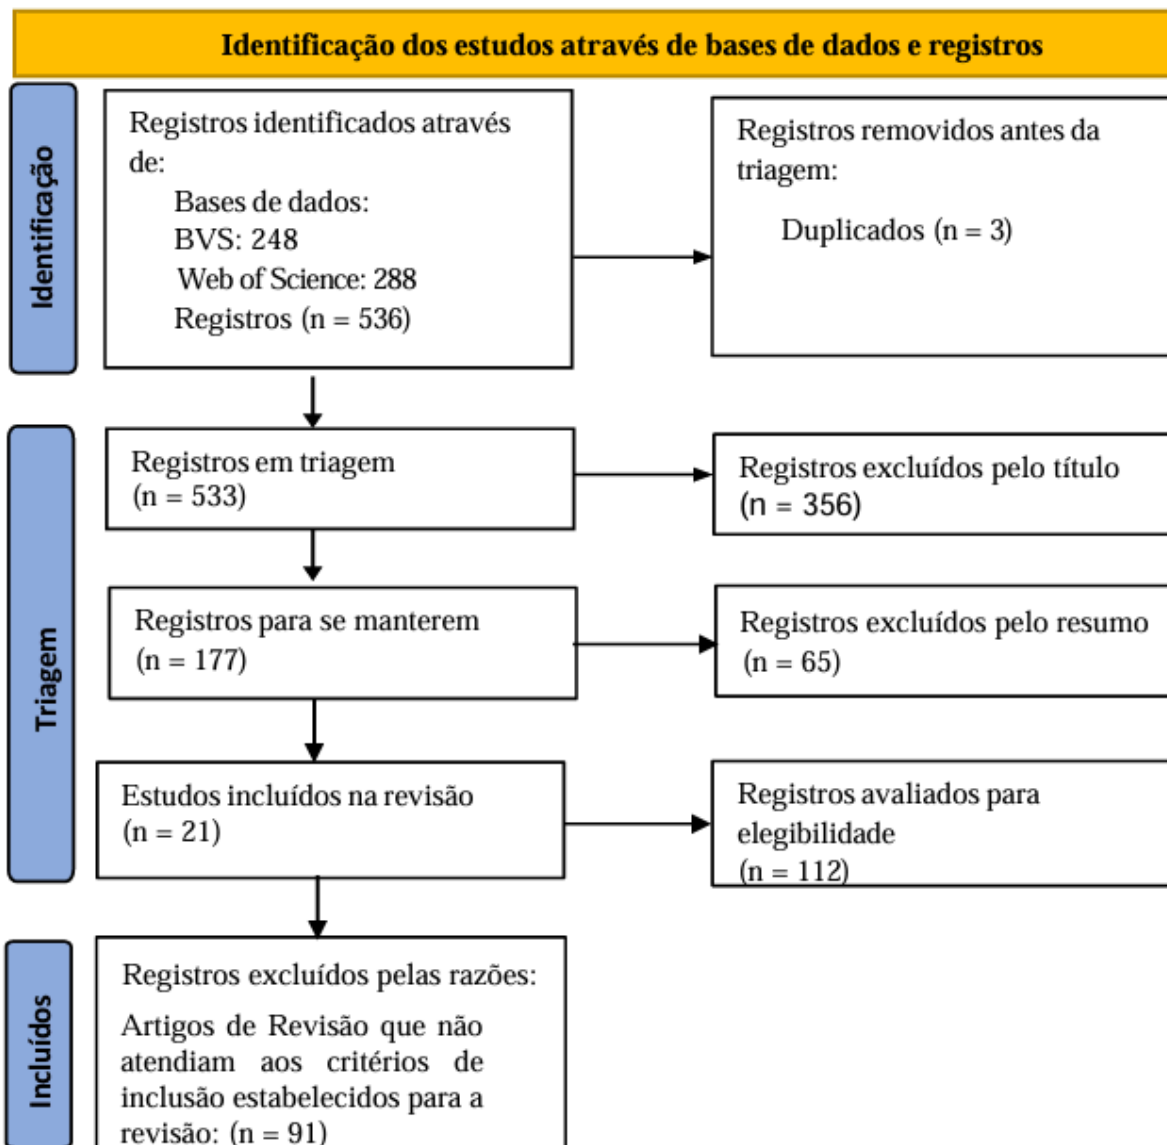 Identificação dos estudos através de bases de dados e registros
Identificação
Registros identificados através
de:
Bases de dados:
BVS: 248
Web of Science: 288
Registros (n = 536)
Registros removidos antes da
triagem:
Duplicados (n = 3)
Triagem
Registros em triagem
(n = 533)
Registros excluídos pelo título
(n = 356)
Registros para se manterem
(n = 177)
Registros excluídos pelo resumo
(n = 65)
Estudos incluídos na revisão
(n = 21)
Registros avaliados para
elegibilidade
(n = 112)
Incluídos
Registros excluídos pelas razões:
Artigos de Revisão que não
atendiam aos critérios de
inclusão estabelecidos para a
revisão: (n = 91)